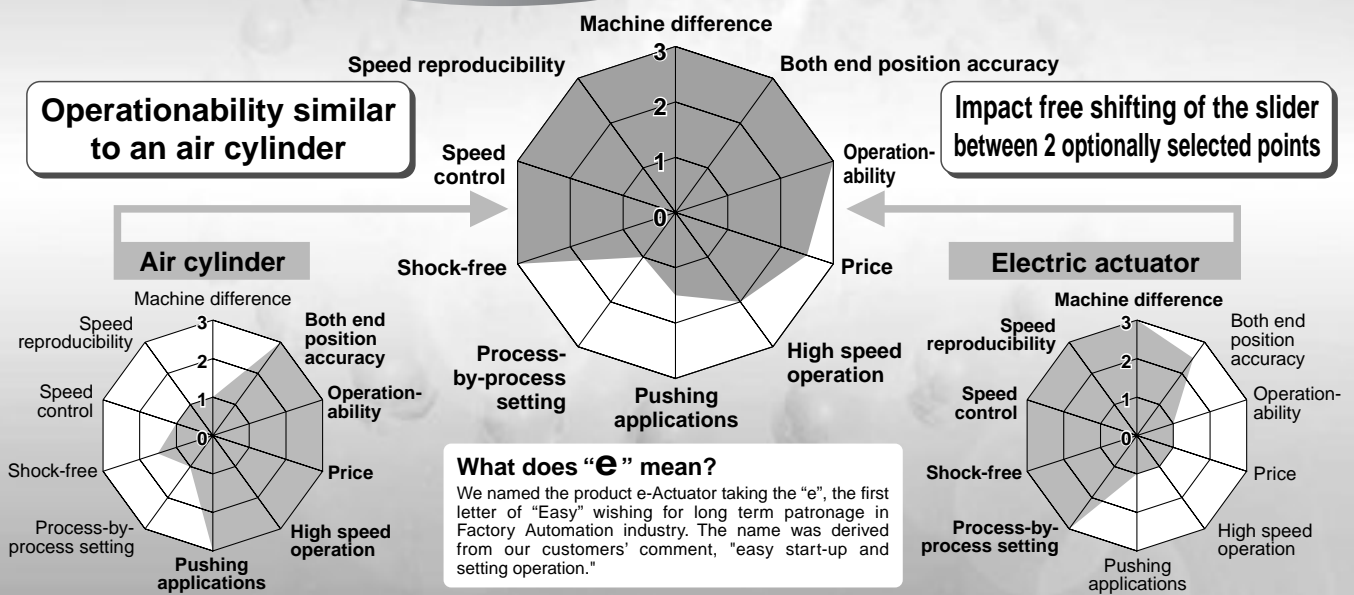 Machine difference
Speed reproducibility
Both end position accuracy
3
2
1
0
Operationability similar
to an air cylinder
Impact free shifting of the slider
between 2 optionally selected points
Speed
control
Operation-
ability
Shock-free
Price
Process-
by-process
setting
High speed
operation
Pushing
applications
Air cylinder
Machine difference
Speed
reproducibility
Both end
position
accuracy
3
2
1
0
Speed
control
Operation-
ability
Shock-free
Price
Process-by-
process setting
High speed
operation
Pushing
applications
What does “e” mean?
We named the product e-Actuator taking the “e”, the first
letter of “Easy” wishing for long term patronage in
Factory Automation industry. The name was derived
from our customers’ comment, "easy start-up and
setting operation."
Electric actuator
Machine difference
Speed
reproducibility
Both end
position
accuracy
3
2
1
0
Speed
control
Operation-
ability
Shock-free
Price
Process-by-
process setting
High speed
operation
Pushing
applications